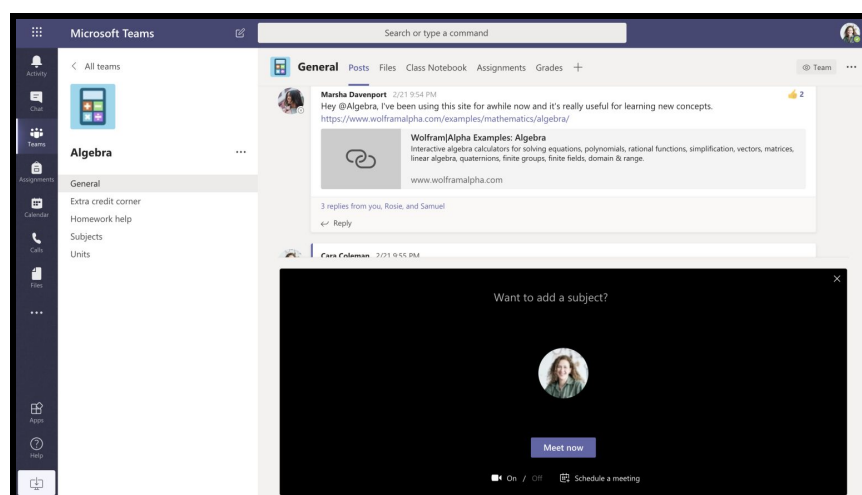 Microsoft Teams
Search or type a command
Activity
Chat
Teams
Assignments
Calendar
Calls
Files
Apps
Help
All teams
Algebra
General
Extra credit corner
Homework help
Subjects
Units
General Posts Files Class Notebook Assignments Grades
Team
Marsha Davenport 2/21 9:54 PM
2
Hey @Algebra, I've been using this site for awhile now and it's really useful for learning new concepts.
https://www.wolframalpha.com/examples/mathematics/algebra/
Wolfram|Alpha Examples: Algebra
Interactive algebra calculators for solving equations, polynomials, rational functions, simplification, vectors, matrices,
linear algebra, quaternions, finite groups, finite fields, domain & range.
www.wolframalpha.com
3 replies from you, Rosie, and Samuel
Reply
Cara Coleman 2/21 9:55 PM
Want to add a subject?
Meet now
On / Off Schedule a meeting